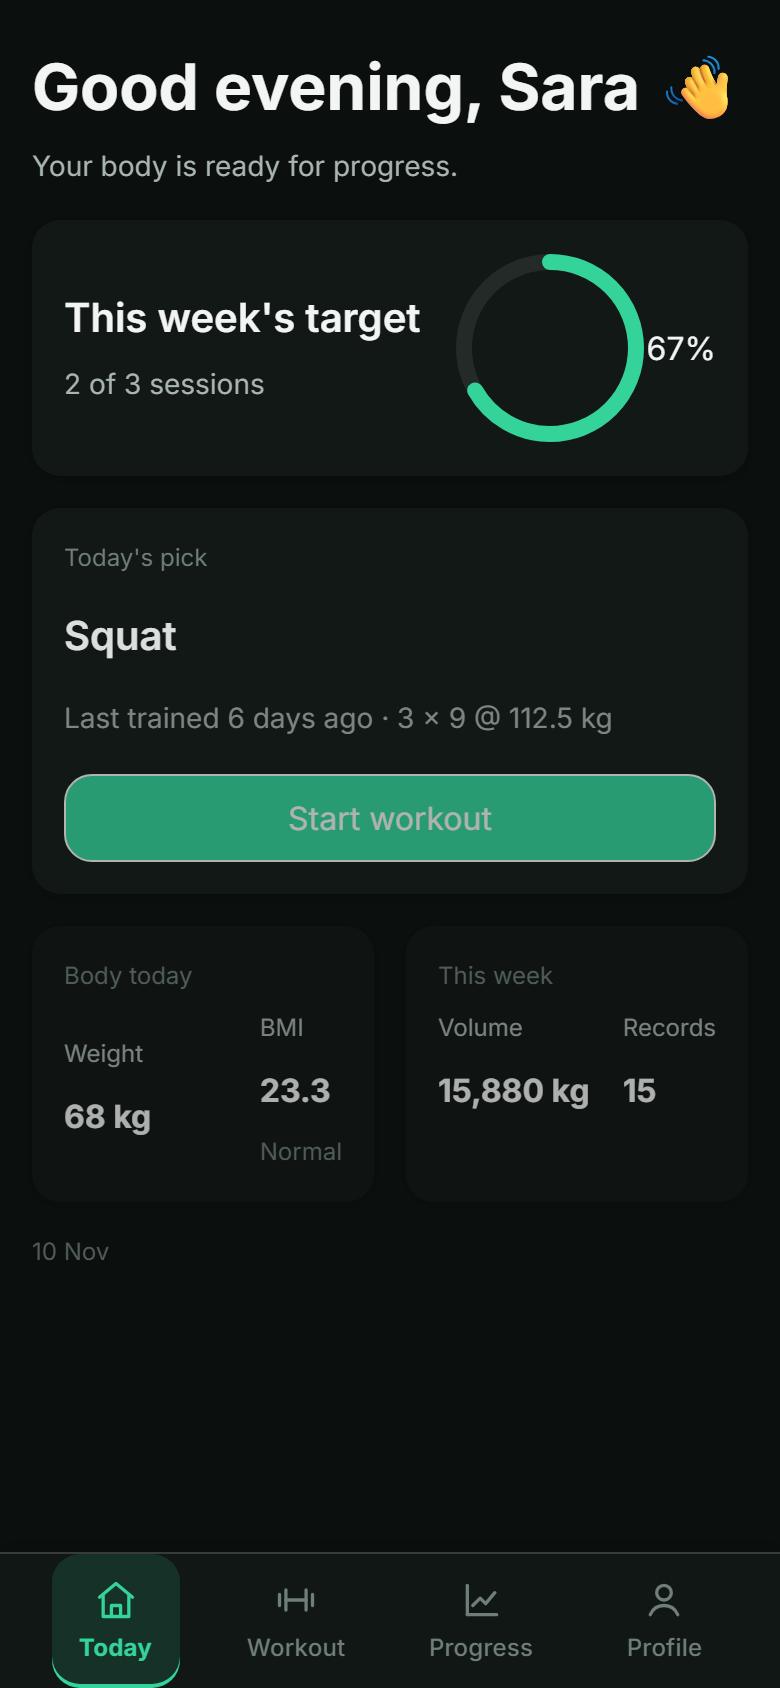 Good evening, Sara 👋
Your body is ready for progress.
This week's target
2 of 3 sessions
67%
Today's pick
Squat
Last trained 6 days ago · 3 × 9 @ 112.5 kg
Start workout
Body today
Weight
68 kg
BMI
23.3
Normal
This week
Volume
15,880 kg
Records
15
10 Nov
Today
Workout
Progress
Profile